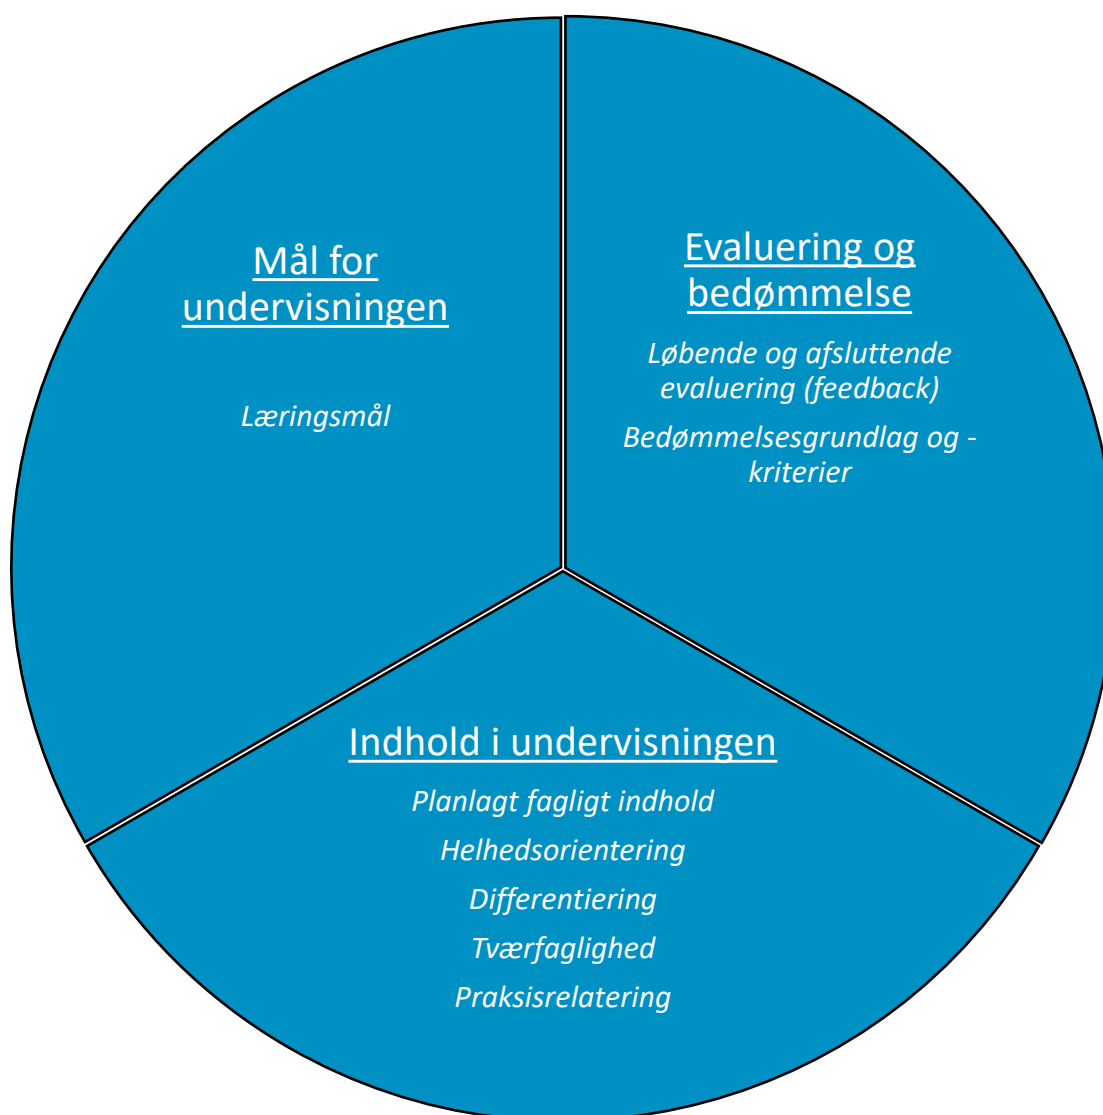 Mål for
undervisningen
Læringsmål
Evaluering og
bedømmelse
Løbende og afsluttende
evaluering (feedback)
Bedømmelsesgrundlag og -
kriterier
Indhold i undervisningen
Planlagt fagligt indhold
Helhedsorientering
Differentiering
Tværfaglighed
Praksisrelatering